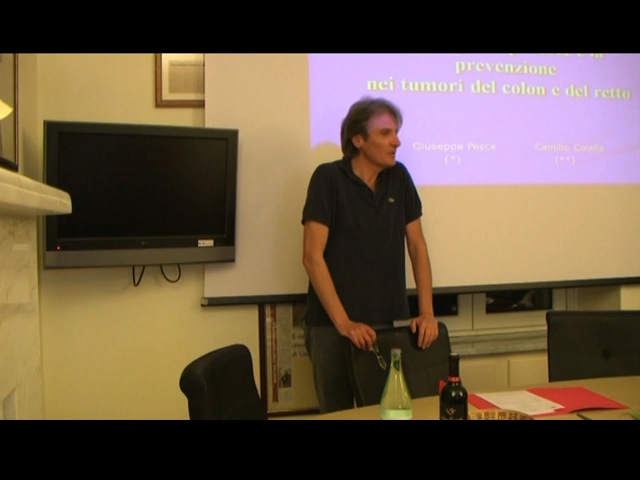 prevenzione
nei tumori del colon e del retto
Giuseppe Pesce
Camillo Colella
(*)
(**)